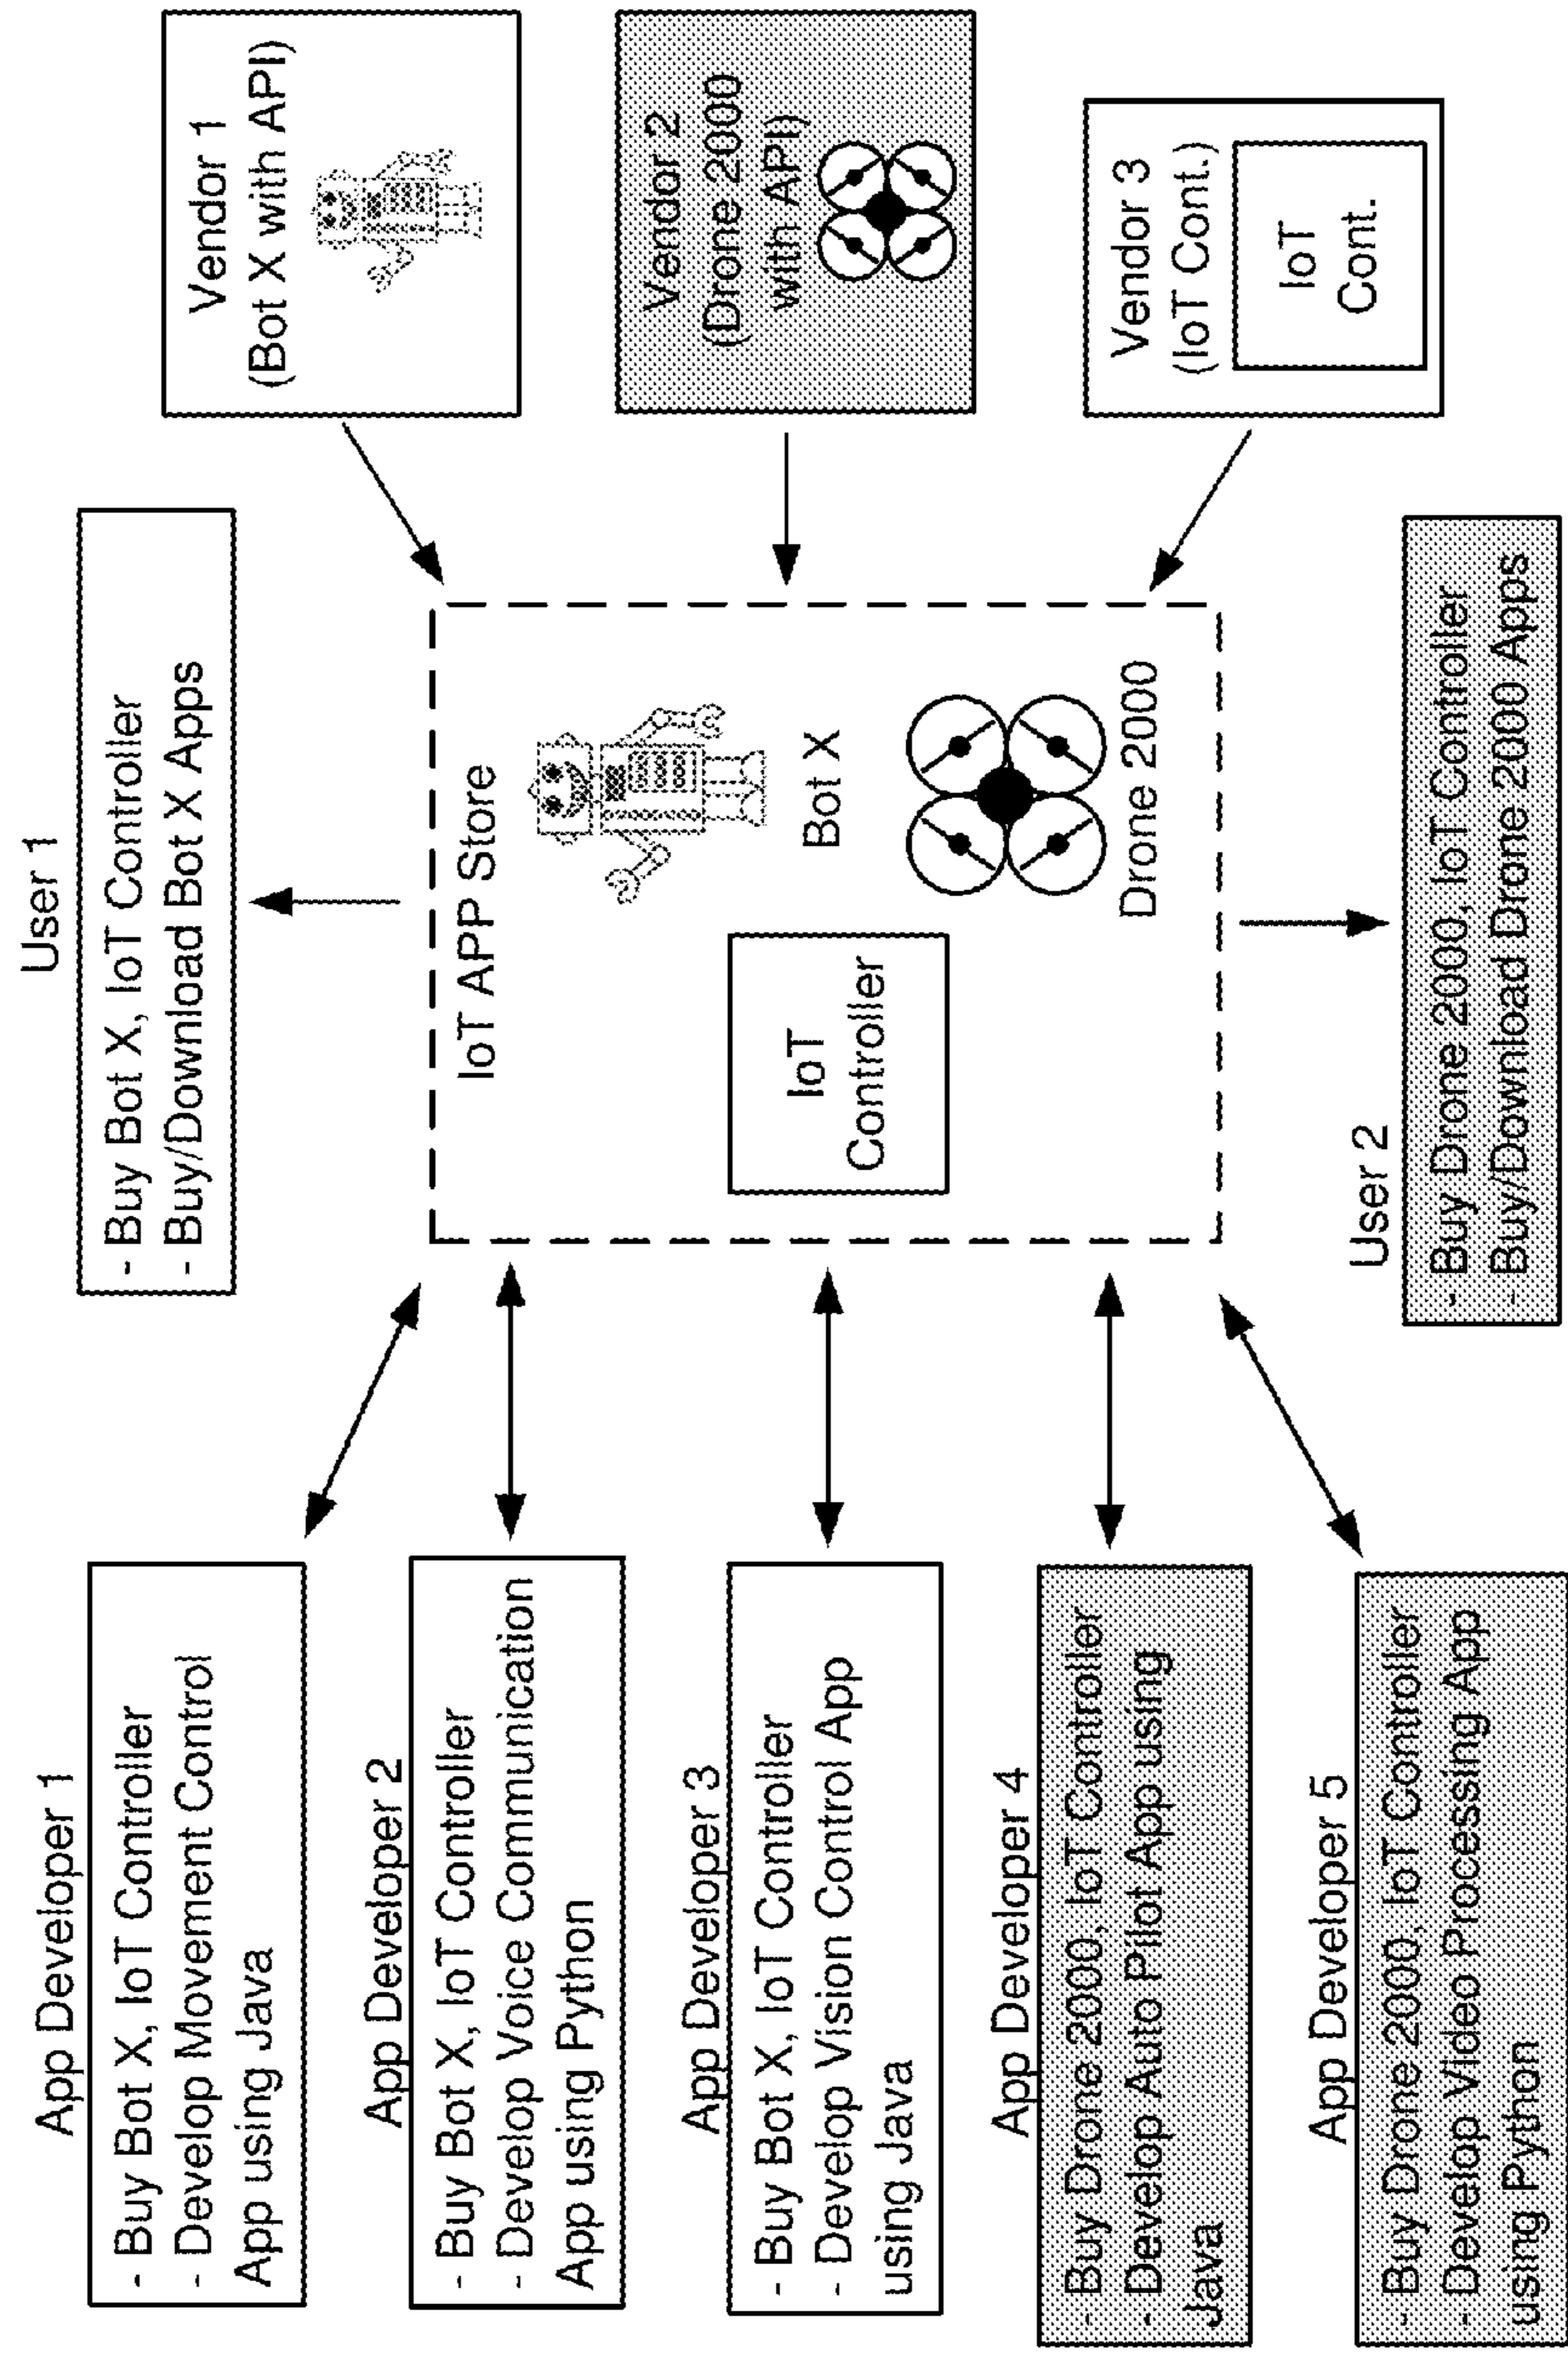 App Developer 1
- Buy Bot X, IoT Controller
- Develop Movement Control
App using Java
App Developer 2
- Buy Bot X, IoT Controller
- Develop Voice Communication
App using Python
App Developer 3
- Buy Bot X, IoT Controller
- Develop Vision Control App
using Java
App Developer 4
- Buy Drone 2000, IoT Controller
- Develop Auto Pilot App using
Java
App Developer 5
- Buy Drone 2000, IoT Controller
- Develop Video Processing App
using Python
User 1
- Buy Bot X, IoT Controller
- Buy/Download Bot X Apps
IoT APP Store
IoT
Controller
Bot X
Drone 2000
User 2
- Buy Drone 2000, IoT Controller
- Buy/Download Drone 2000 Apps
Vendor 1
(Bot X with API)
Vendor 2
(Drone 2000
with API)
Vendor 3
(IoT Cont.)
IoT
Cont.